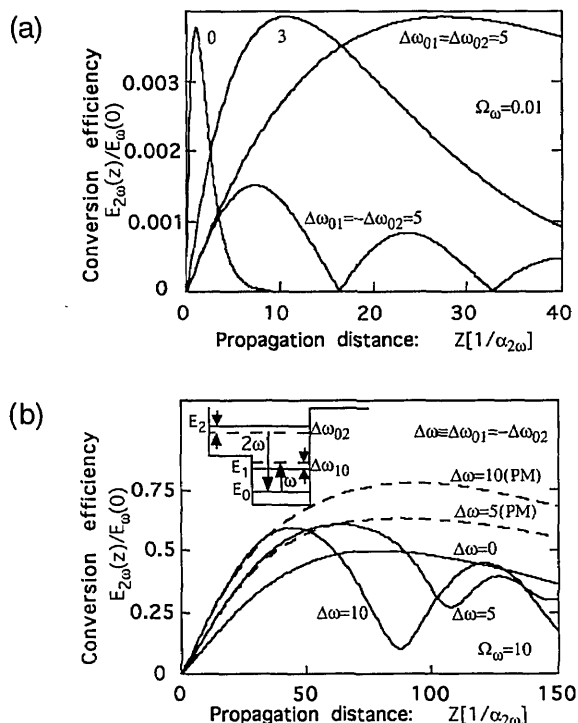 (a)
Conversion efficiency
E2ω(z)/Eω(0)
0.003
0.002
0.001
0
0
3
Δω01=Δω02=5
Ωω=0.01
Δω01=-Δω02=5
0
10
20
30
40
Propagation distance: Z[1/α2ω]
(b)
Conversion efficiency
E2ω(z)/Eω(0)
0.75
0.5
0.25
0
E2
2ω
Δω02
E1
Δω10
ω
E0
Δω≡Δω01=-Δω02
Δω=10(PM)
Δω=5(PM)
Δω=0
Δω=10
Δω=5
Ωω=10
0
50
100
150
Propagation distance: Z[1/α2ω]